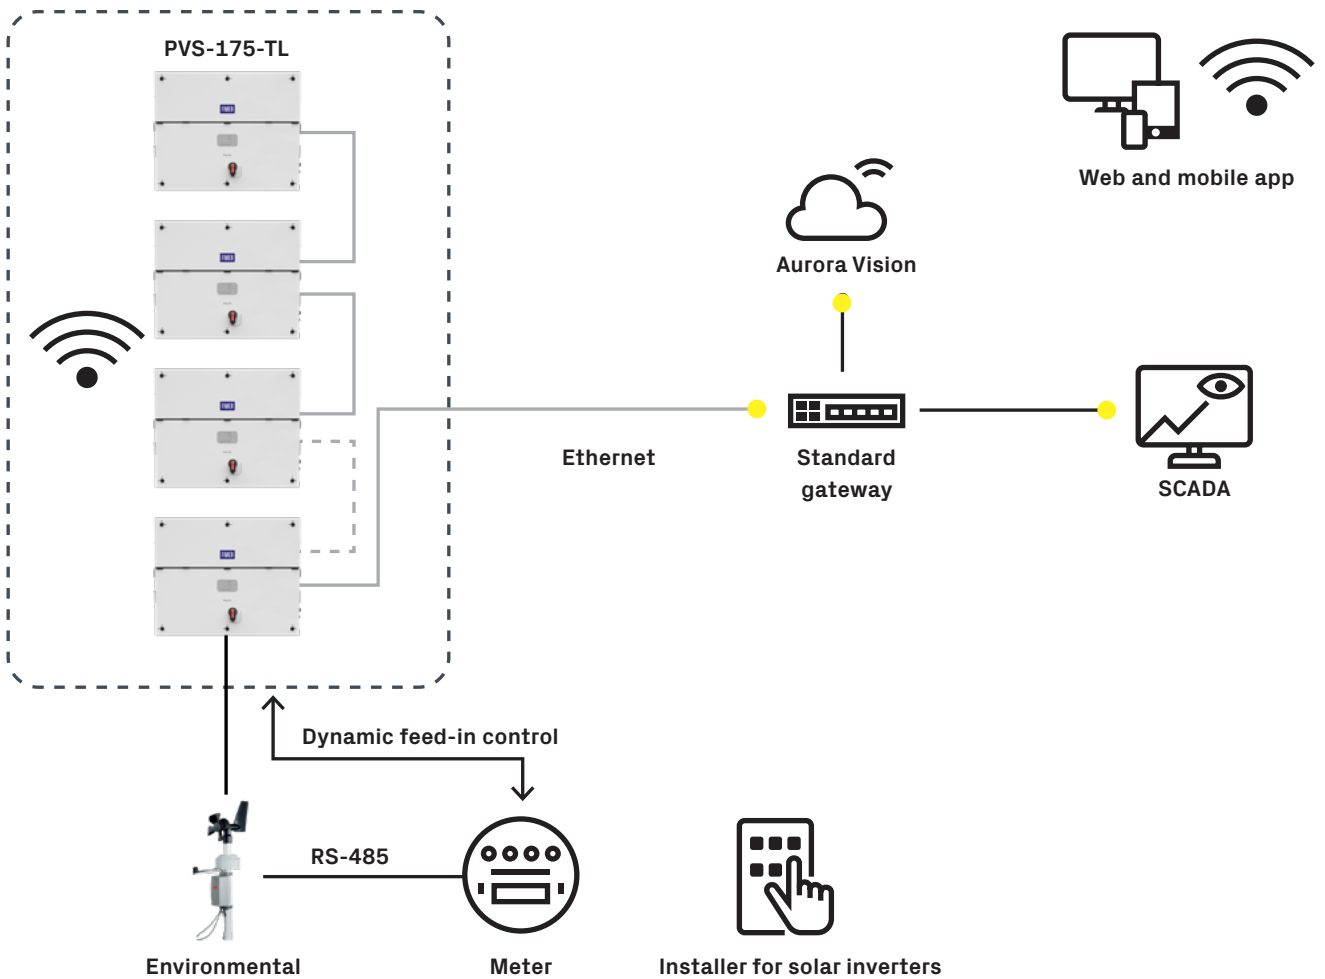 PVS-175-TL
Web and mobile app
Aurora Vision
Ethernet
Standard
gateway
SCADA
Dynamic feed-in control
RS-485
Environmental
Meter
Installer for solar inverters